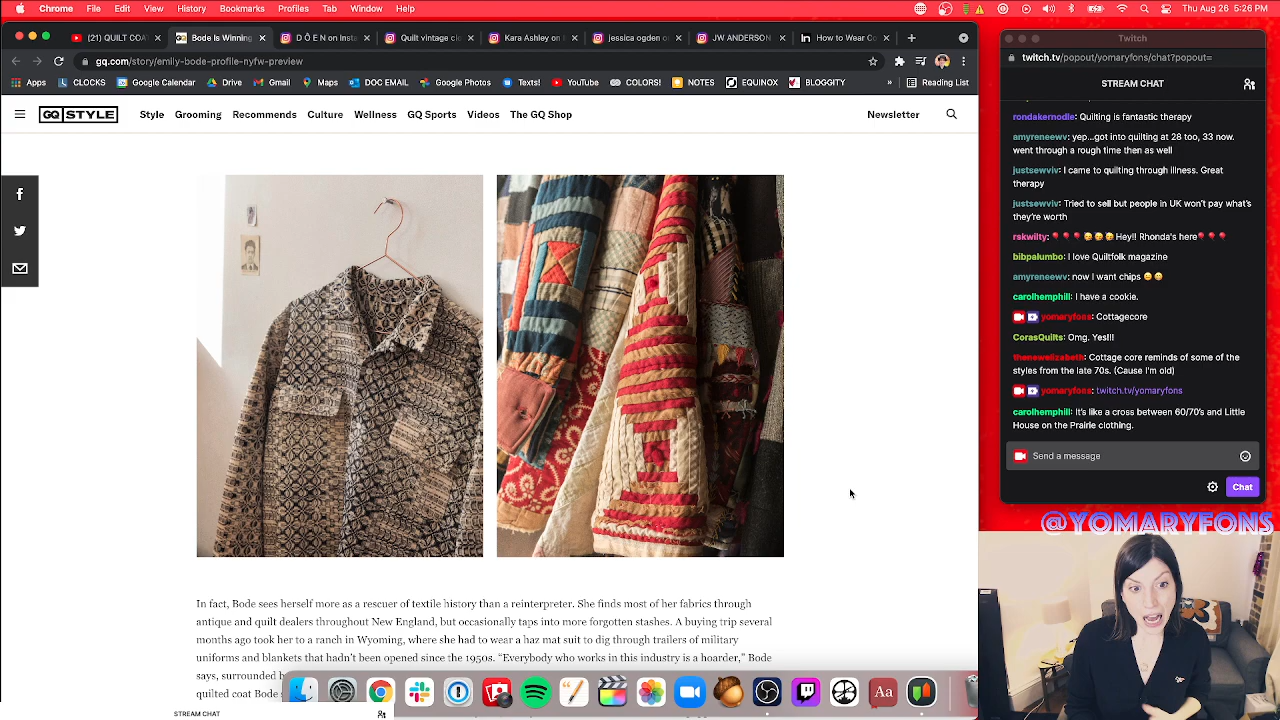 Chrome File Edit View History Bookmarks Profiles Tab Window Help Thu Aug 26 5:26 PM
(21) QUILT COA
Bode Is Winning
D Ô E N on Inste
Quilt vintage clo
Kara Ashley on I
jessica ogden oc
JW ANDERSON
How to Wear Co
gq.com/story/emily-bode-profile-nyfw-preview
Apps CLOCKS Google Calendar Drive Gmail Maps DOC EMAIL Google Photos Texts! YouTube COLORS! NOTES EQUINOX BLOGGITY » Reading List
GQ STYLE
Style Grooming Recommends Culture Wellness GQ Sports Videos The GQ Shop Newsletter
In fact, Bode sees herself more as a rescuer of textile history than a reinterpreter. She finds most of her fabrics through
antique and quilt dealers throughout New England, but occasionally taps into more forgotten stashes. A buying trip several
months ago took her to a ranch in Wyoming, where she had to wear a haz mat suit to dig through trailers of military
uniforms and blankets that hadn't been opened since the 1950s. “Everybody who works in this industry is a hoarder,” Bode
says, surrounded b
quilted coat Bode
Aa
STREAM CHAT
Twitch
twitch.tv/popout/yomaryfons/chat?popout=
STREAM CHAT
rondakernodle: Quilting is fantastic therapy
amyreneewv: yep...got into quilting at 28 too, 33 now.
went through a rough time then as well
justsewviv: I came to quilting through illness. Great
therapy
justsewviv: Tried to sell but people in UK won't pay what's
they're worth
rskwilty: 🎈🎈🎈🥰🥰🥰Hey!! Rhonda's here🎈🎈🎈
bibpalumbo: I love Quiltfolk magazine
amyreneewv: now I want chips 😄😄
carolhemphill: I have a cookie.
yomaryfons: Cottagecore
CorasQuilts: Omg. Yes!!!
thenewelizabeth: Cottage core reminds of some of the
styles from the late 70s. (Cause I'm old)
yomaryfons: twitch.tv/yomaryfons
carolhemphill: It's like a cross between 60/70's and Little
House on the Prairie clothing.
Send a message
Chat
@YOMARYFONS